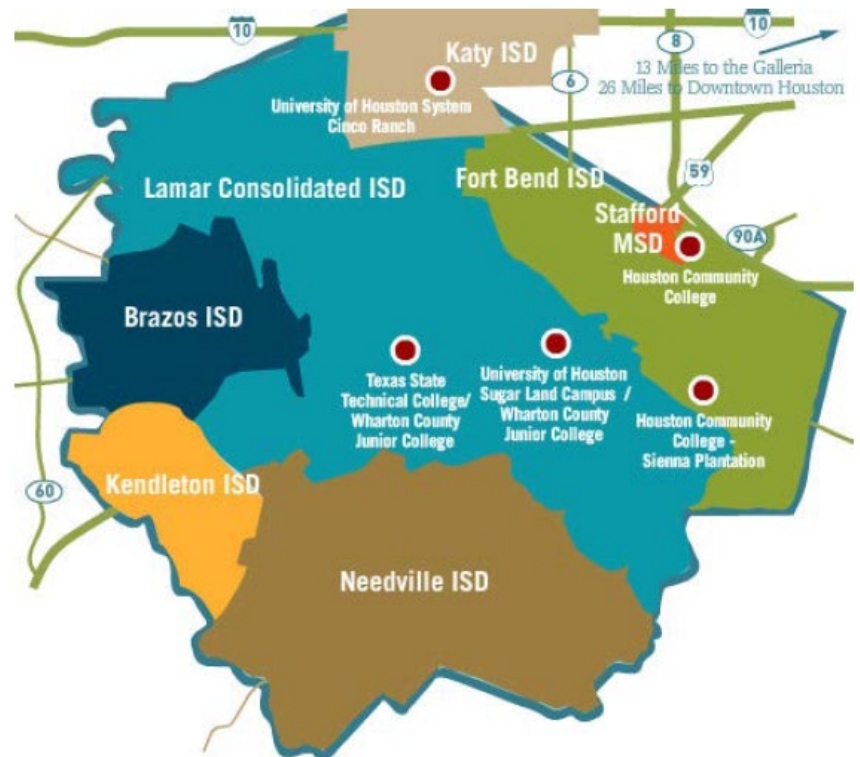 10
10
8
Katy ISD
6
13 Miles to the Galleria
26 Miles to Downtown Houston
University of Houston System
Cinco Ranch
59
Lamar Consolidated ISD
Fort Bend ISD
Stafford
MSD
90A
Houston Community
College
Brazos ISD
Texas State
Technical College/
Wharton County
Junior College
University of Houston
Sugar Land Campus /
Wharton County
Junior College
Houston Community
College -
Sienna Plantation
Kendleton ISD
60
Needville ISD